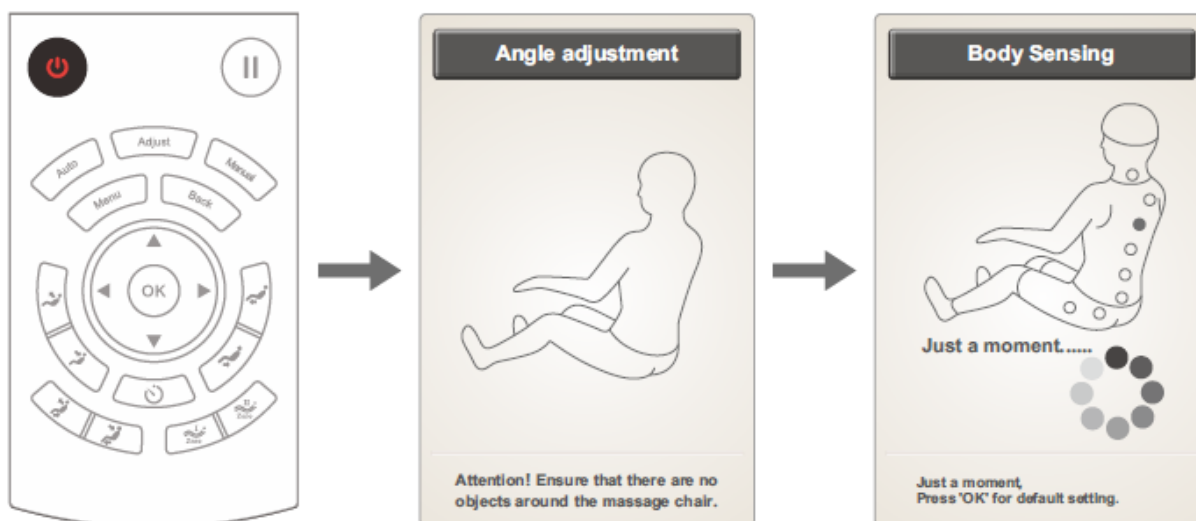 Auto
Adjust
Manual
Menu
Back
OK
Zero
II
Zero
Angle adjustment
Attention! Ensure that there are no
objects around the massage chair.
Body Sensing
Just a moment......
Just a moment,
Press "OK" for default setting.